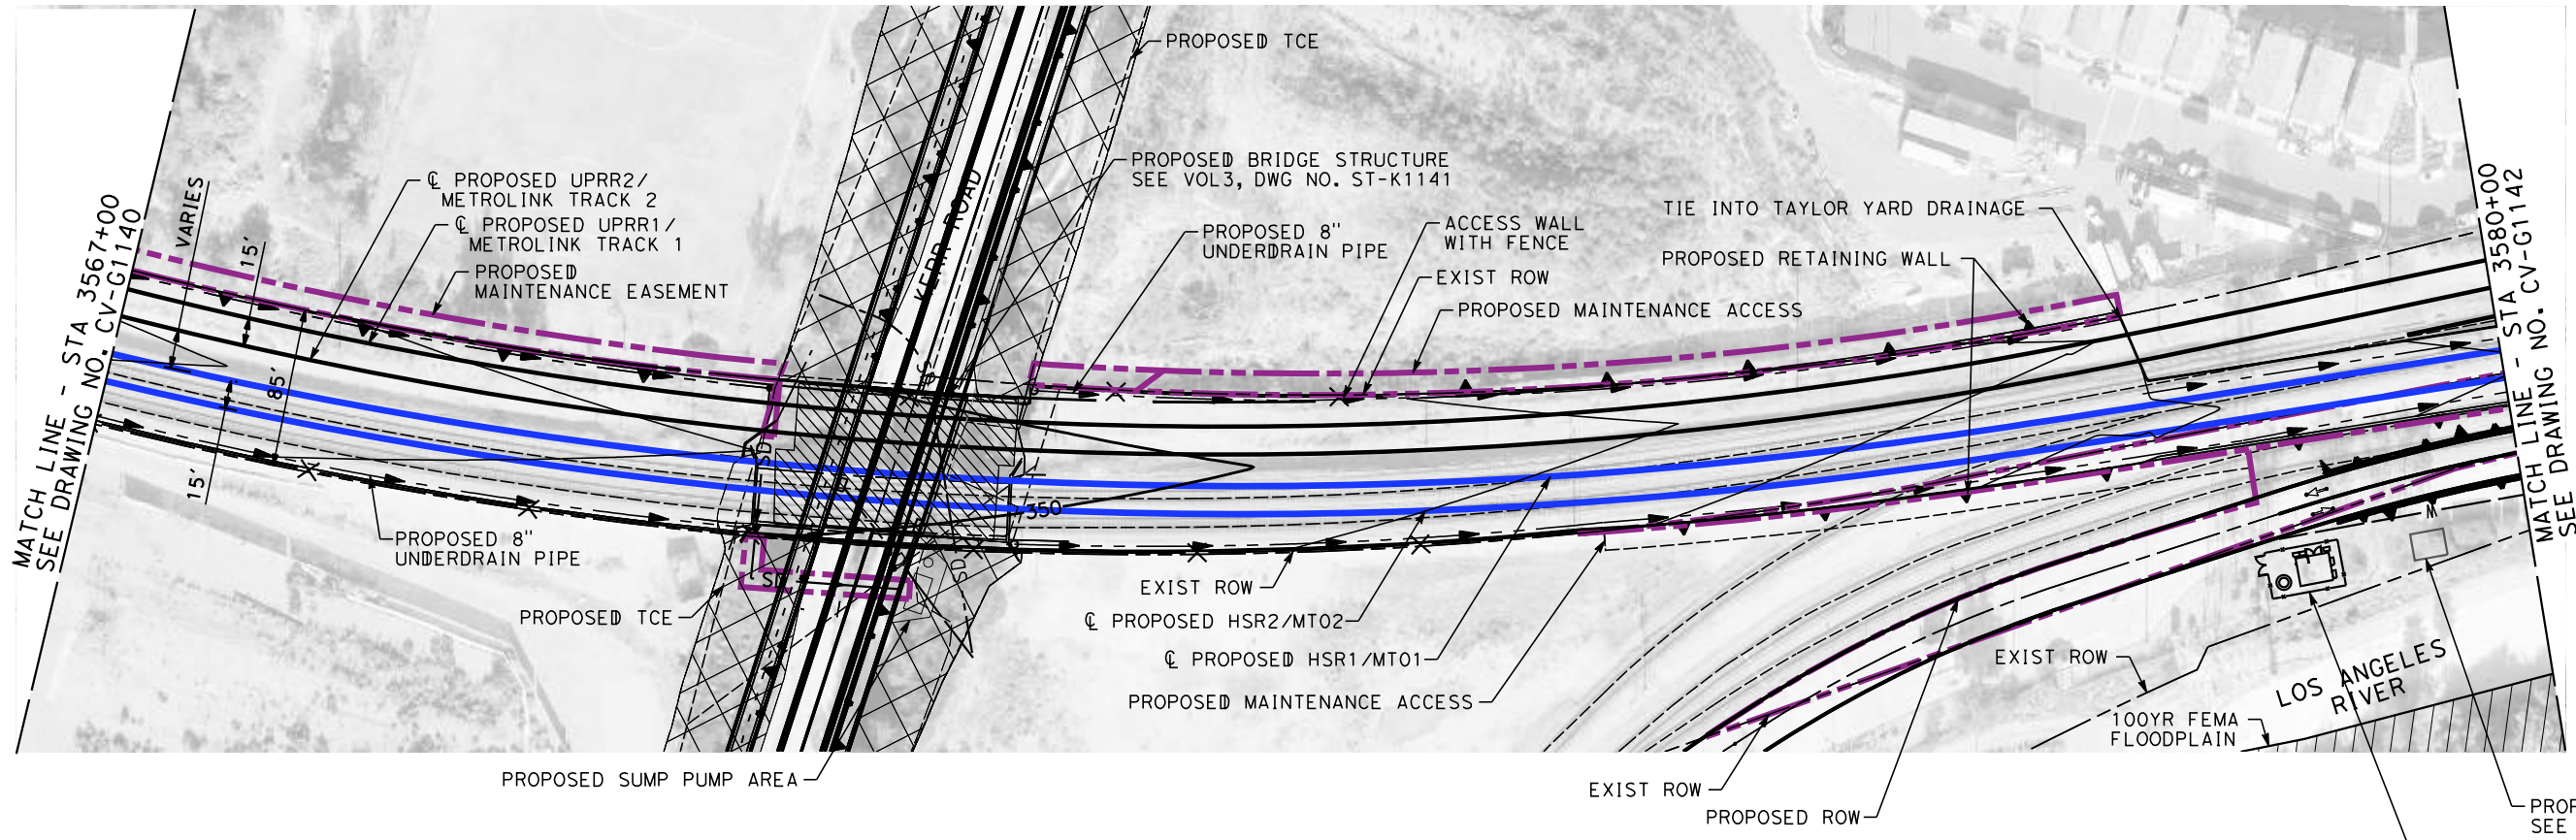 PROPOSED TCE
PROPOSED BRIDGE STRUCTURE
SEE VOL3, DWG NO. ST-K1141
℄ PROPOSED UPRR2/
METROLINK TRACK 2
℄ PROPOSED UPRR1/
METROLINK TRACK 1
PROPOSED
MAINTENANCE EASEMENT
VARIES
15'
85'
15'
MATCH LINE - STA 3567+00
SEE DRAWING NO. CV-G1140
KERR ROAD
PROPOSED 8"
UNDERDRAIN PIPE
ACCESS WALL
WITH FENCE
EXIST ROW
PROPOSED MAINTENANCE ACCESS
TIE INTO TAYLOR YARD DRAINAGE
PROPOSED RETAINING WALL
MATCH LINE - STA 3580+00
SEE DRAWING NO. CV-G1142
SD
350
SD
PROPOSED 8"
UNDERDRAIN PIPE
PROPOSED TCE
EXIST ROW
℄ PROPOSED HSR2/MT02
℄ PROPOSED HSR1/MT01
PROPOSED MAINTENANCE ACCESS
EXIST ROW
LOS ANGELES
RIVER
100YR FEMA
FLOODPLAIN
PROPOSED SUMP PUMP AREA
EXIST ROW
PROPOSED ROW
PROP
SEE